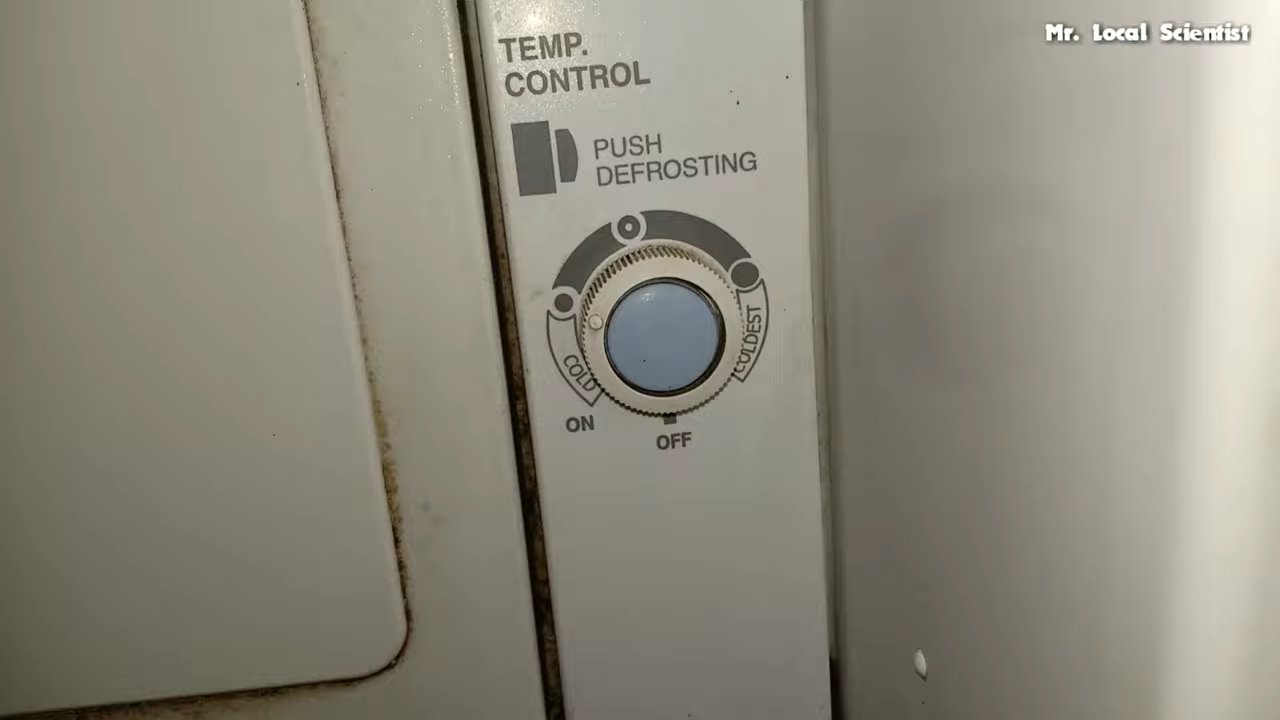 Mr. Local Scientist
TEMP.
CONTROL
PUSH
DEFROSTING
COLD
COLDEST
ON
OFF